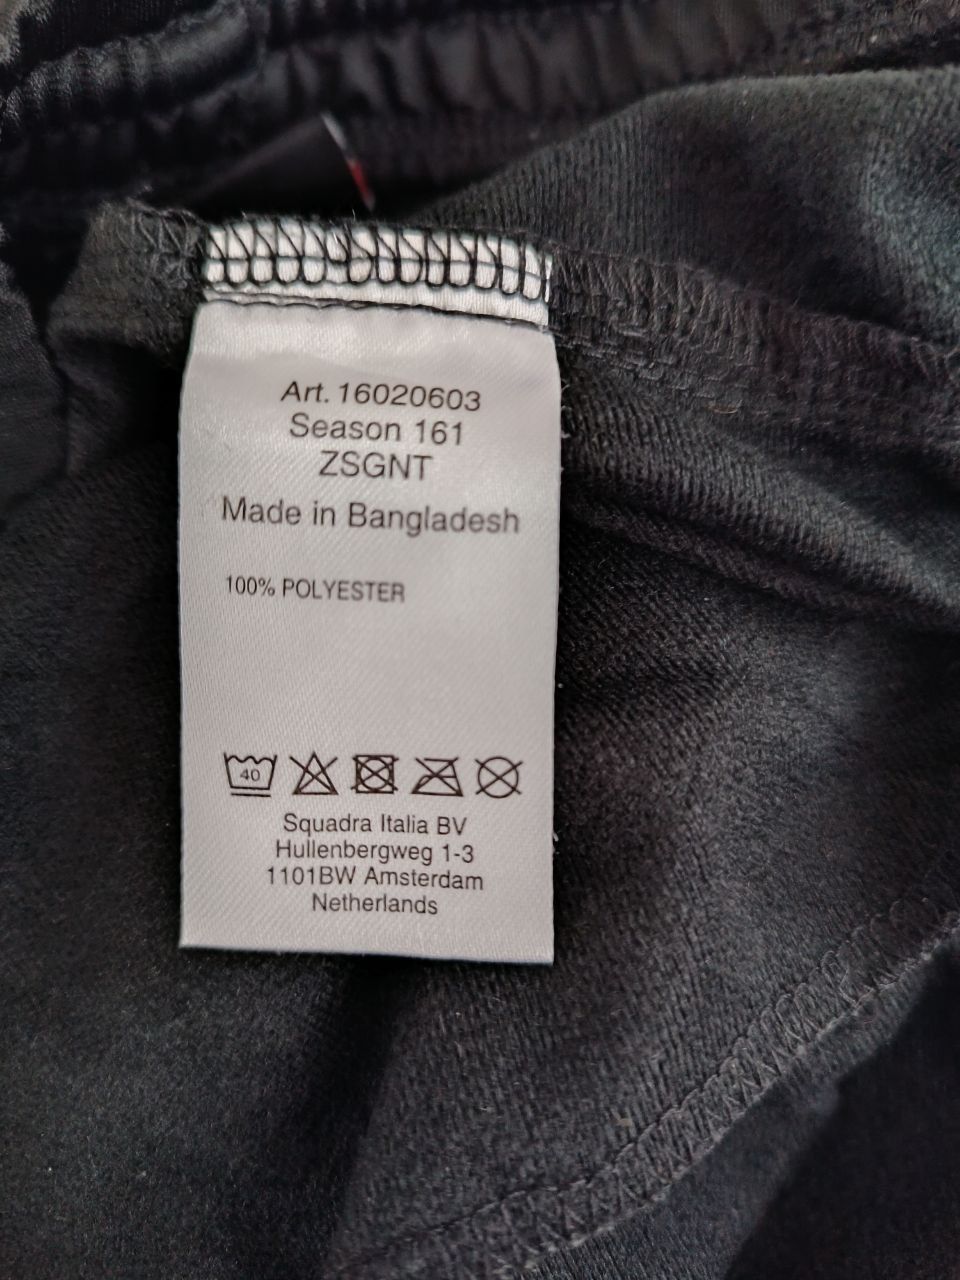 Art. 16020603
Season 161
ZSGNT
Made in Bangladesh
100% POLYESTER
40
Squadra Italia BV
Hullenbergweg 1-3
1101BW Amsterdam
Netherlands